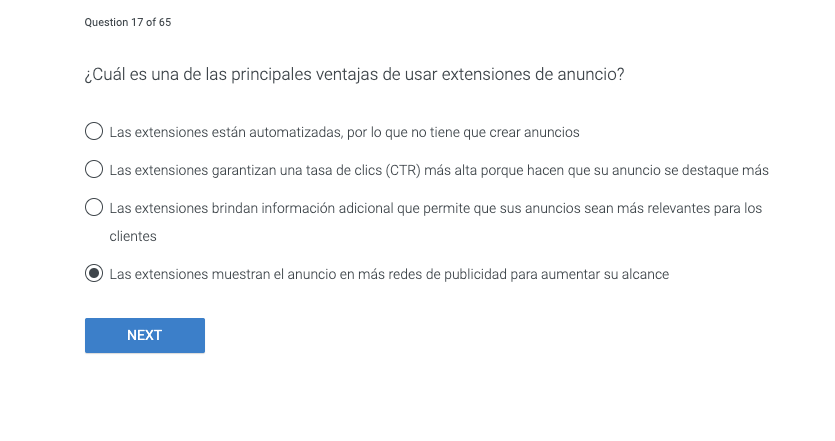 Question 17 of 65
¿Cuál es una de las principales ventajas de usar extensiones de anuncio?
Las extensiones están automatizadas, por lo que no tiene que crear anuncios
Las extensiones garantizan una tasa de clics (CTR) más alta porque hacen que su anuncio se destaque más
Las extensiones brindan información adicional que permite que sus anuncios sean más relevantes para los
clientes
Las extensiones muestran el anuncio en más redes de publicidad para aumentar su alcance
NEXT